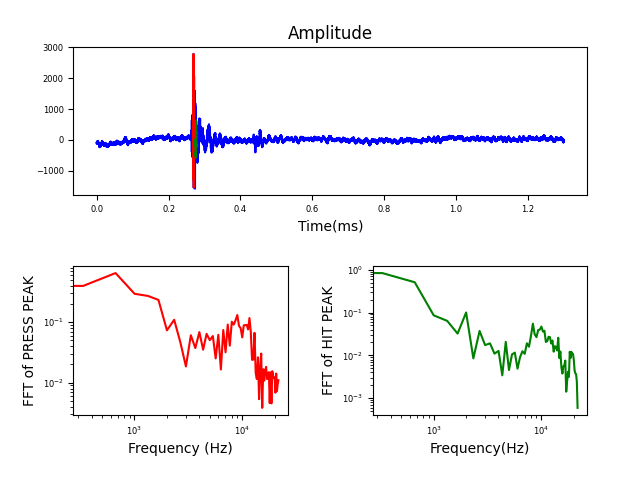 Amplitude
3000
2000
1000
0
−1000
0.0 0.2 0.4 0.6 0.8 1.0 1.2
Time(ms)
FFT of PRESS PEAK
10⁻¹
10⁻²
10³ 10⁴
Frequency (Hz)
FFT of HIT PEAK
10⁰
10⁻¹
10⁻²
10⁻³
10³ 10⁴
Frequency(Hz)